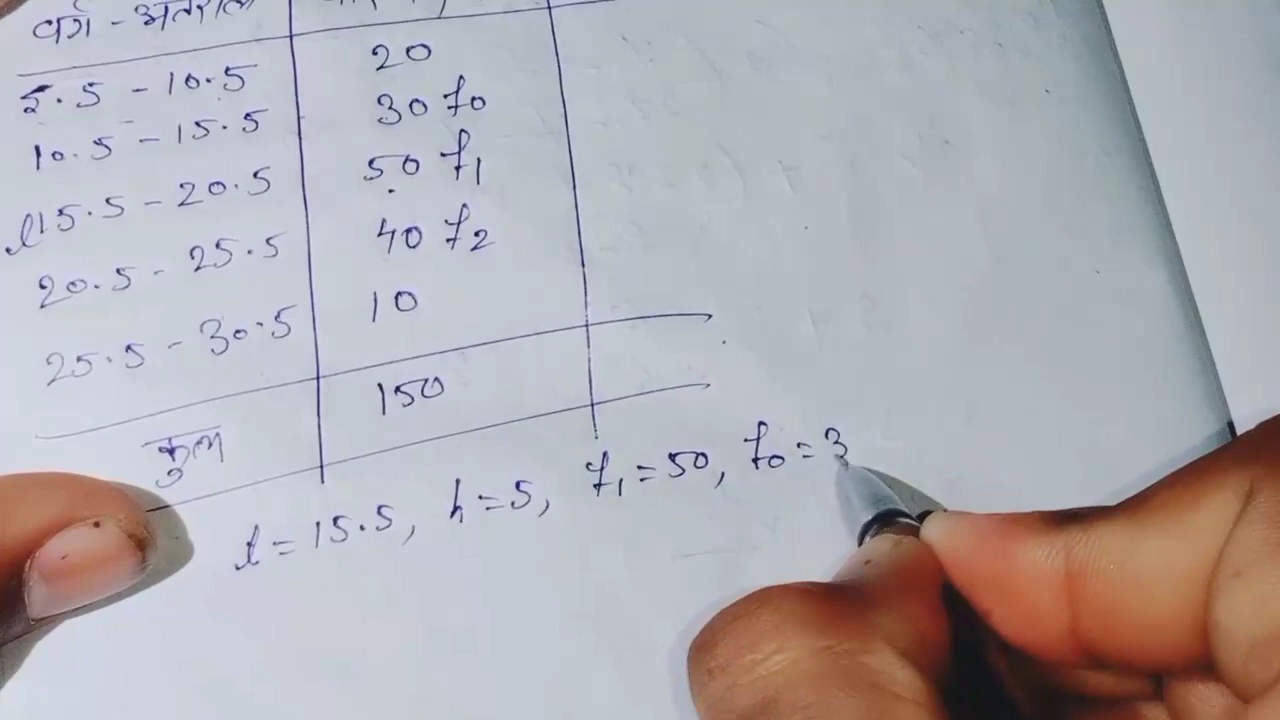 वर्ग - अंतराल
5.5 - 10.5 20
10.5 - 15.5 30 f0
l 15.5 - 20.5 50 f1
20.5 - 25.5 40 f2
25.5 - 30.5 10
कुल 150
l = 15.5, h = 5, f1 = 50, f0 = 3